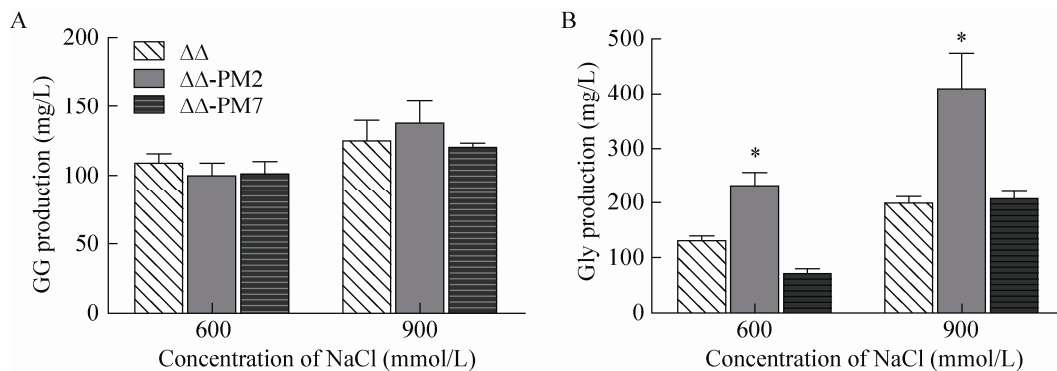 A
GG production (mg/L)
200
150
100
50
0
ΔΔ
ΔΔ-PM2
ΔΔ-PM7
600
900
Concentration of NaCl (mmol/L)
B
Gly production (mg/L)
500
400
300
200
100
0
*
*
600
900
Concentration of NaCl (mmol/L)